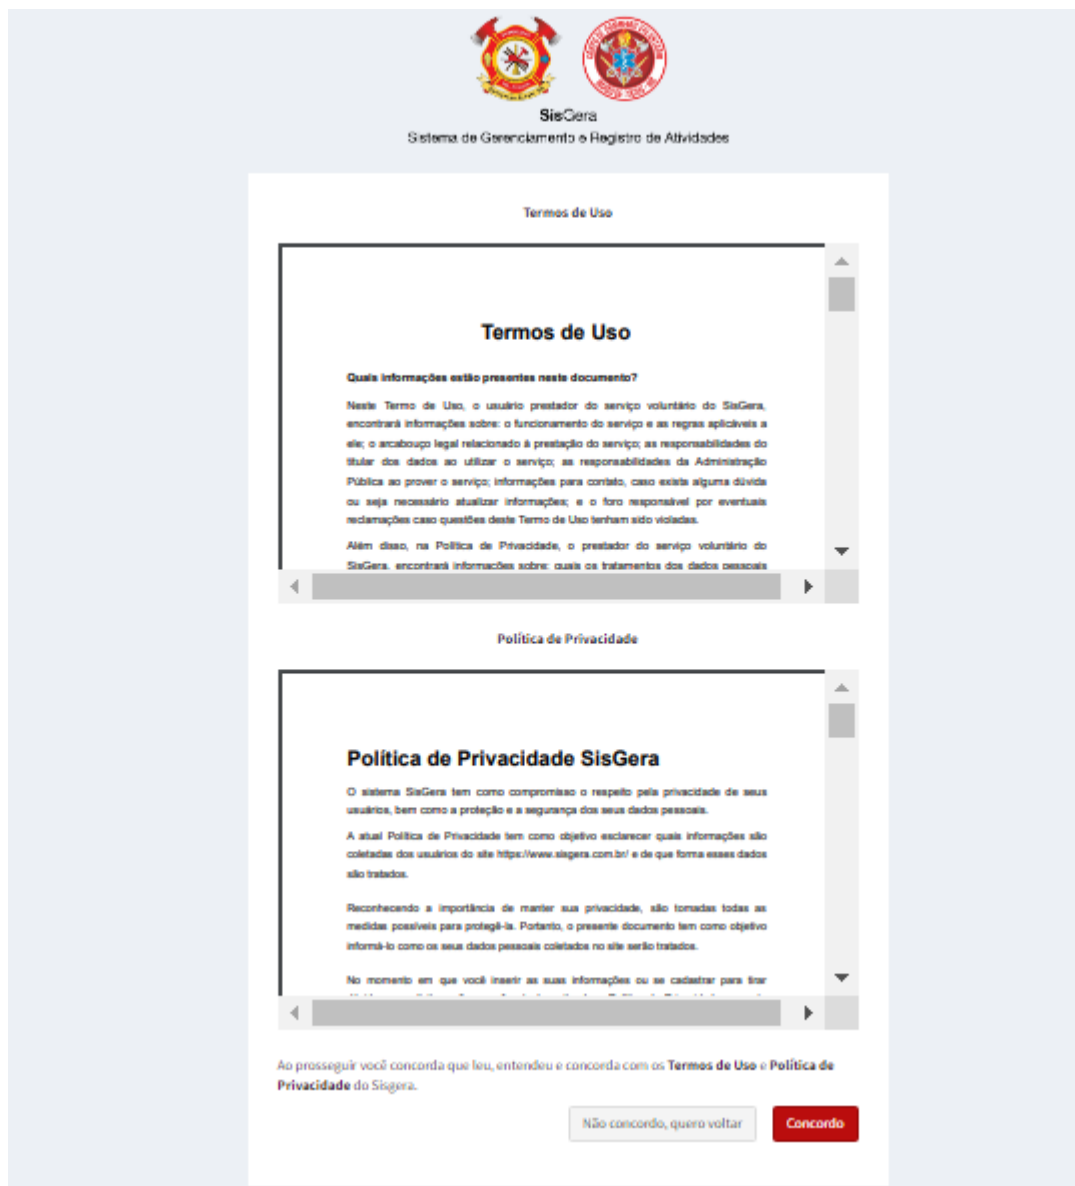 SisGera
Sistema de Gerenciamento e Registro de Atividades
Termos de Uso
Termos de Uso
Quais informações estão presentes neste documento?
Neste Termo de Uso, o usuário prestador do serviço voluntário do SisGera,
encontrará informações sobre: o funcionamento do serviço e as regras aplicáveis a
ele; o arcabouço legal relacionado à prestação do serviço; as responsabilidades do
titular dos dados ao utilizar o serviço; as responsabilidades da Administração
Pública ao prover o serviço; informações para contato, caso exista alguma dúvida
ou seja necessário atualizar informações; e o foro responsável por eventuais
reclamações caso questões deste Termo de Uso tenham sido violadas.
Além disso, na Política de Privacidade, o prestador do serviço voluntário do
SisGera, encontrará informações sobre: quais os tratamentos dos dados pessoais
Política de Privacidade
Política de Privacidade SisGera
O sistema SisGera tem como compromisso o respeito pela privacidade de seus
usuários, bem como a proteção e a segurança dos seus dados pessoais.
A atual Política de Privacidade tem como objetivo esclarecer quais informações são
coletadas dos usuários do site https://www.sisgera.com.br/ e de que forma esses dados
são tratados.
Reconhecendo a importância de manter sua privacidade, são tomadas todas as
medidas possíveis para protegê-la. Portanto, o presente documento tem como objetivo
informá-lo como os seus dados pessoais coletados no site serão tratados.
No momento em que você inserir as suas informações ou se cadastrar para tirar
Ao prosseguir você concorda que leu, entendeu e concorda com os Termos de Uso e Política de
Privacidade do Sisgera.
Não concordo, quero voltar
Concordo